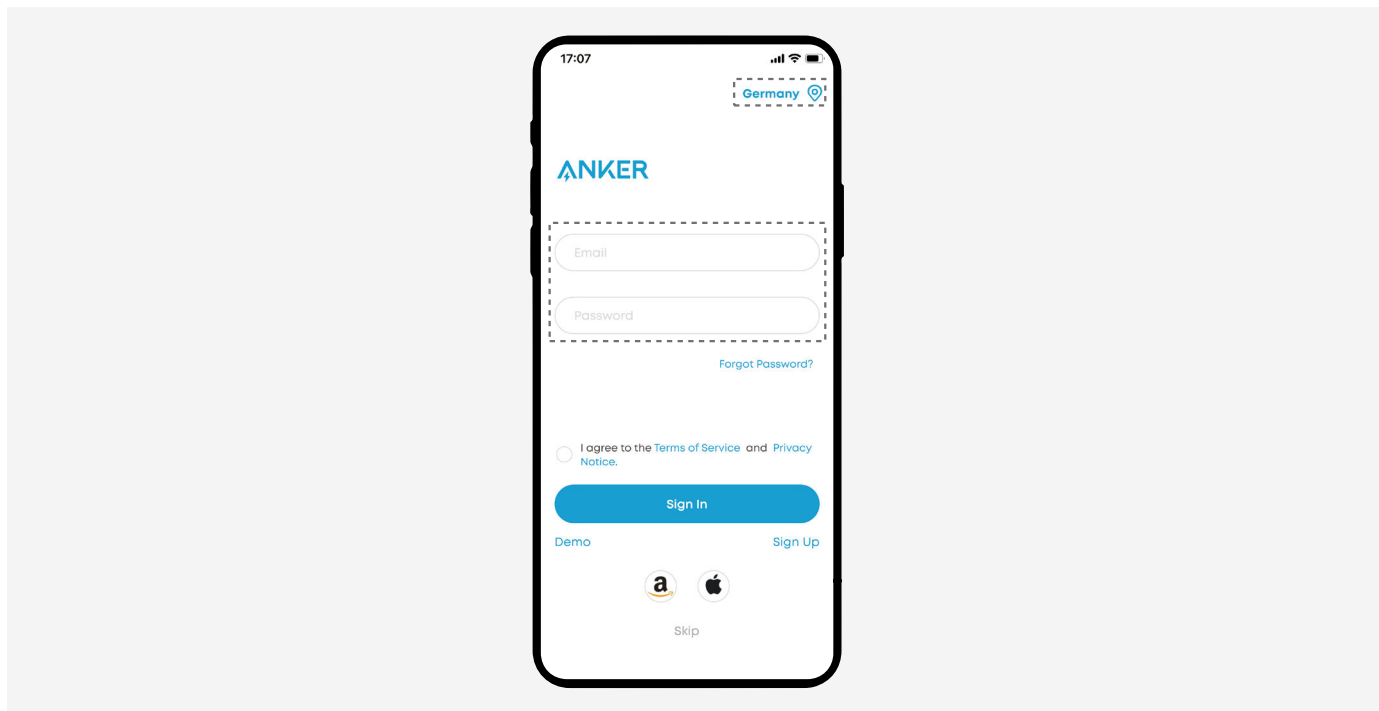 17:07
Germany
ANKER
Email
Password
Forgot Password?
I agree to the Terms of Service and Privacy
Notice.
Sign In
Demo Sign Up
a
Skip